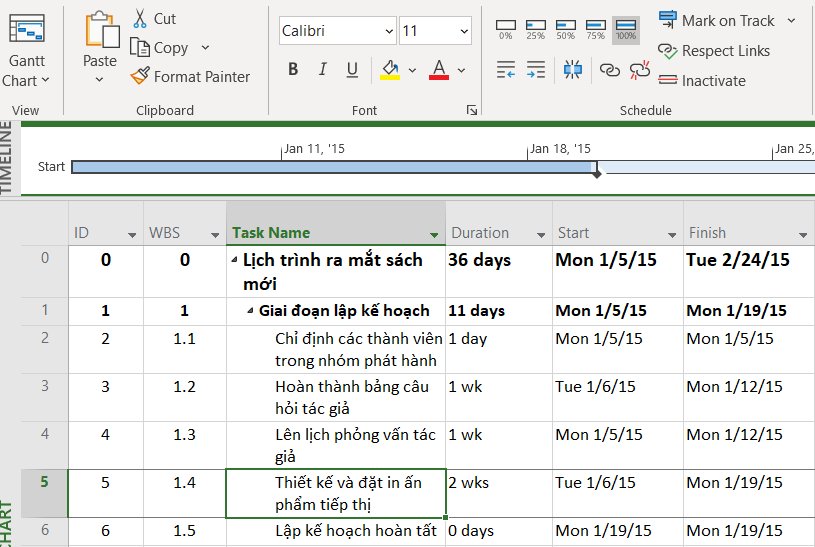 Cut
Calibri
11
0%
25%
50%
75%
100%
Mark on Track
Gantt
Chart
Paste
Copy
Respect Links
Format Painter
B I U
A
Inactivate
View
Clipboard
Font
Schedule
TIMELINE
Start
Jan 11, '15
Jan 18, '15
Jan 25,
ID
WBS
Task Name
Duration
Start
Finish
0
0
0
Lịch trình ra mắt sách
mới
36 days
Mon 1/5/15
Tue 2/24/15
1
1
1
Giai đoạn lập kế hoạch
11 days
Mon 1/5/15
Mon 1/19/15
2
2
1.1
Chỉ định các thành viên
trong nhóm phát hành
1 day
Mon 1/5/15
Mon 1/5/15
3
3
1.2
Hoàn thành bảng câu
hỏi tác giả
1 wk
Tue 1/6/15
Mon 1/12/15
4
4
1.3
Lên lịch phỏng vấn tác
giả
1 wk
Mon 1/5/15
Mon 1/12/15
5
5
1.4
Thiết kế và đặt in ấn
phẩm tiếp thị
2 wks
Tue 1/6/15
Mon 1/19/15
6
6
1.5
Lập kế hoạch hoàn tất
0 days
Mon 1/19/15
Mon 1/19/15
CHART